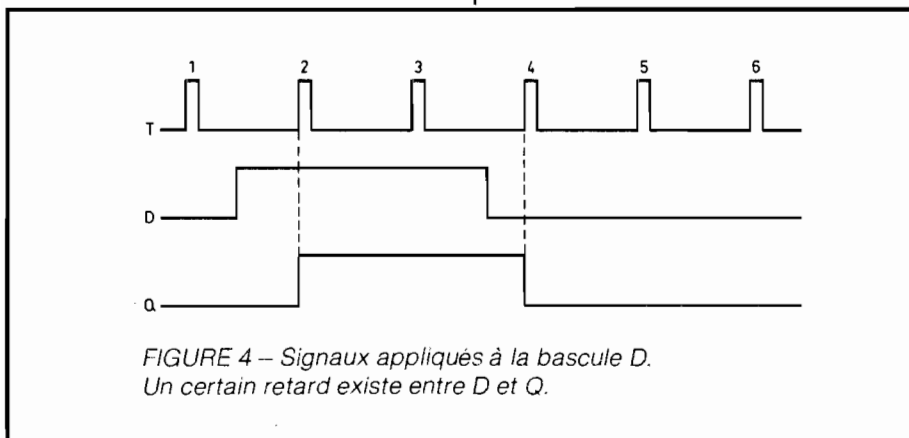 1 2 3 4 5 6
T
D
Q
FIGURE 4 – Signaux appliqués à la bascule D.
Un certain retard existe entre D et Q.